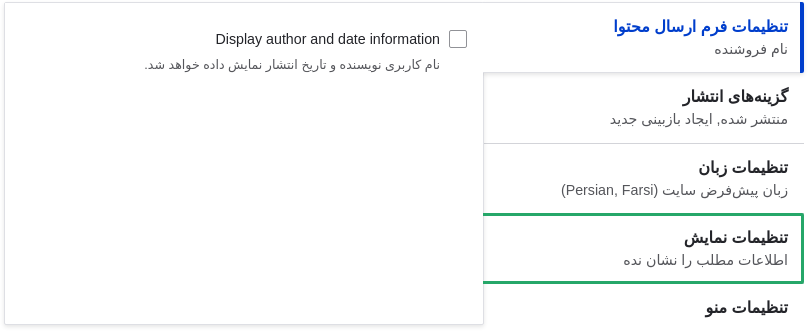 تنظیمات فرم ارسال محتوا
نام فروشنده
گزینه‌های انتشار
منتشر شده, ایجاد بازبینی جدید
تنظیمات زبان
زبان پیش‌فرض سایت (Persian, Farsi)
تنظیمات نمایش
اطلاعات مطلب را نشان نده
تنظیمات منو
Display author and date information
نام کاربری نویسنده و تاریخ انتشار نمایش داده خواهد شد.